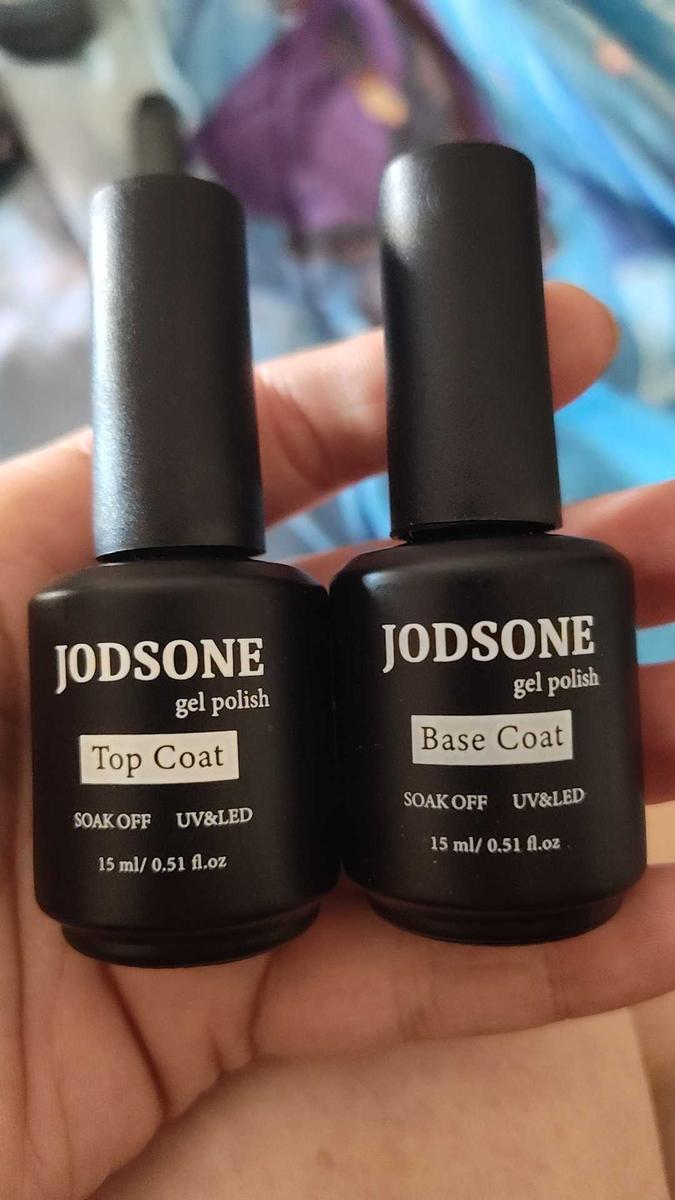 JODSONE
gel polish
Top Coat
SOAK OFF UV&LED
15 ml/ 0.51 fl.oz
JODSONE
gel polish
Base Coat
SOAK OFF UV&LED
15 ml/ 0.51 fl.oz